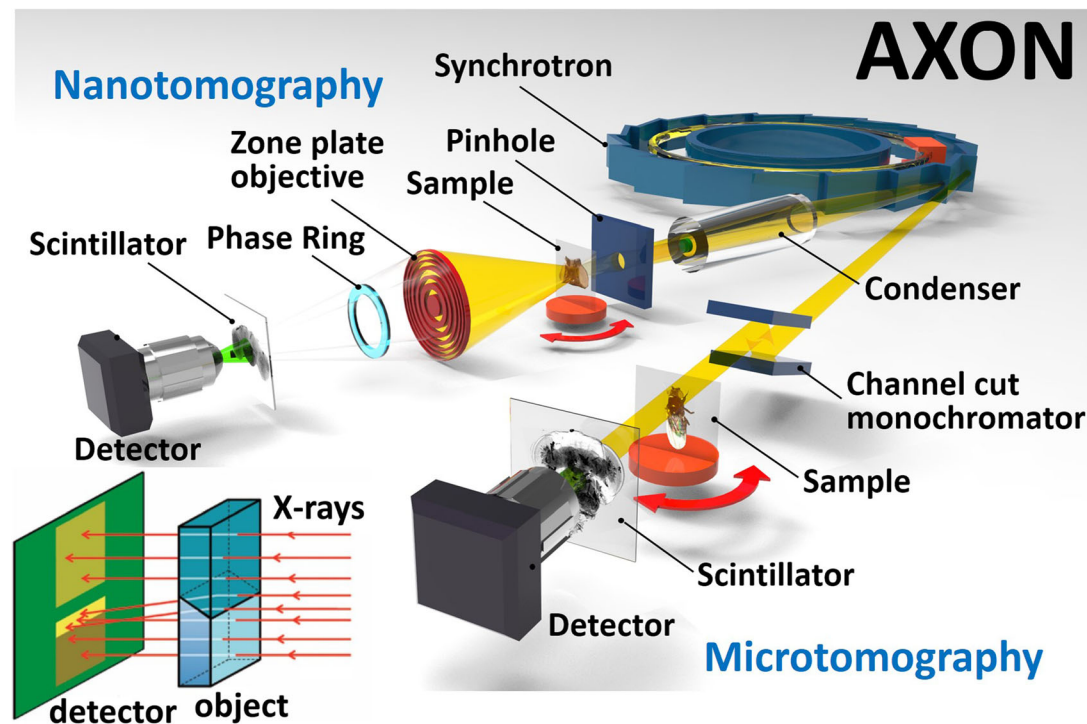 AXON
Nanotomography
Synchrotron
Zone plate
objective
Pinhole
Sample
Scintillator
Phase Ring
Condenser
Channel cut
monochromator
Detector
Sample
X-rays
Scintillator
Detector
Microtomography
detector
object